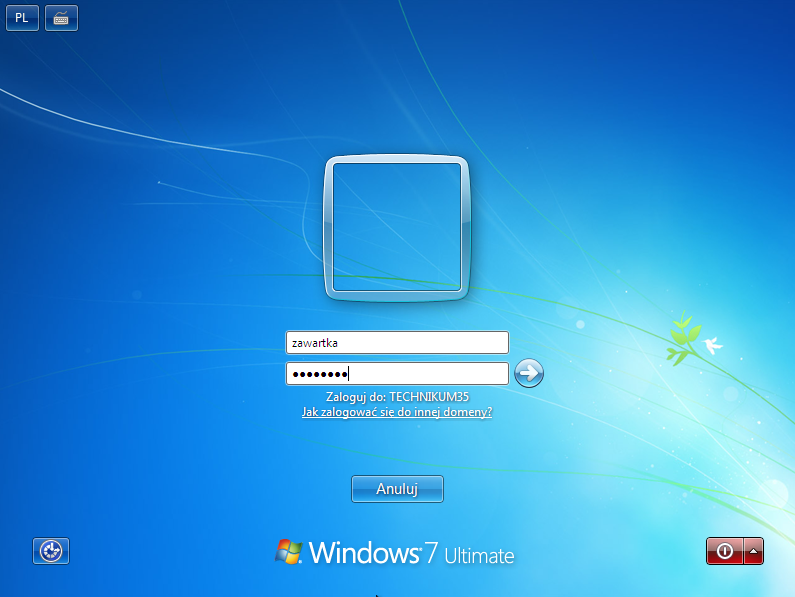 PL
zawartka
Zaloguj do: TECHNIKUM35
Jak zalogować się do innej domeny?
Anuluj
Windows 7 Ultimate